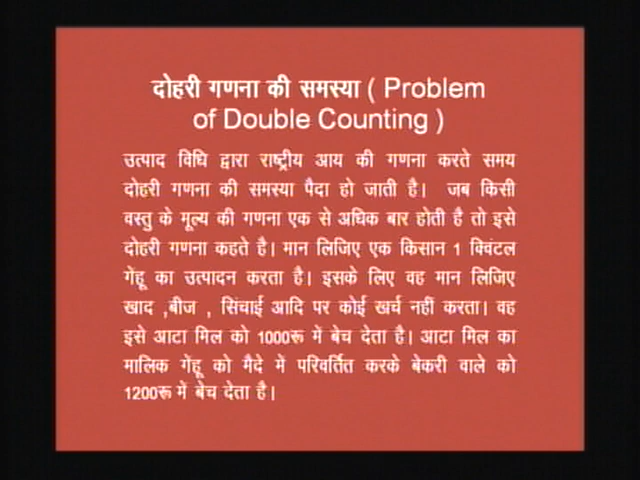 दोहरी गणना की समस्या ( Problem
of Double Counting )
उत्पाद विधि द्वारा राष्ट्रीय आय की गणना करते समय
दोहरी गणना की समस्या पैदा हो जाती है। जब किसी
वस्तु के मूल्य की गणना एक से अधिक बार होती है तो इसे
दोहरी गणना कहते है। मान लिजिए एक किसान 1 क्विंटल
गेंहू का उत्पादन करता है। इसके लिए वह मान लिजिए
खाद ,बीज , सिंचाई आदि पर कोई खर्च नहीं करता। वह
इसे आटा मिल को 1000रू में बेच देता है। आटा मिल का
मालिक गेंहू को मैदे में परिवर्तित करके बेकरी वाले को
1200रू में बेच देता है।